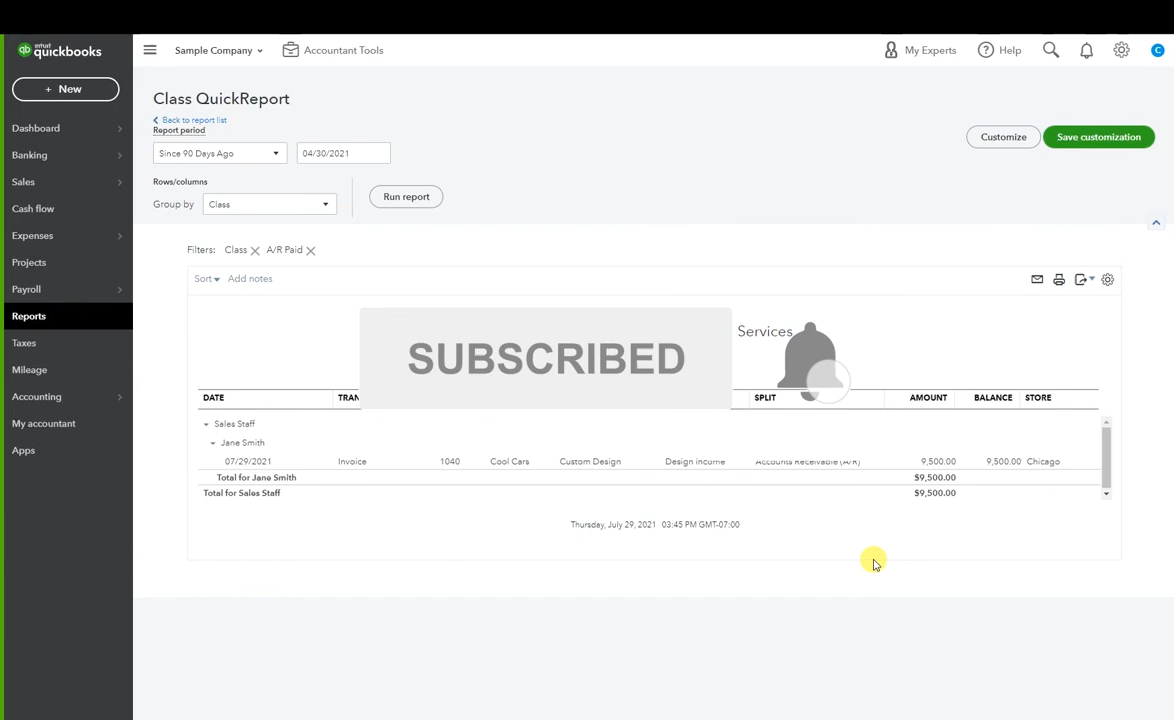 intuit
quickbooks
Sample Company
Accountant Tools
My Experts
Help
C
+ New
Dashboard
Banking
Sales
Cash flow
Expenses
Projects
Payroll
Reports
Taxes
Mileage
Accounting
My accountant
Apps
Class QuickReport
Back to report list
Report period
Since 90 Days Ago
04/30/2021
Customize
Save customization
Rows/columns
Group by
Class
Run report
Filters: Class A/R Paid
Sort Add notes
Services
SUBSCRIBED
DATE TRAN SPLIT AMOUNT BALANCE STORE
Sales Staff
Jane Smith
07/29/2021 Invoice 1040 Cool Cars Custom Design Design income Accounts Receivable (A/R) 9,500.00 9,500.00 Chicago
Total for Jane Smith $9,500.00
Total for Sales Staff $9,500.00
Thursday, July 29, 2021 03:45 PM GMT-07:00